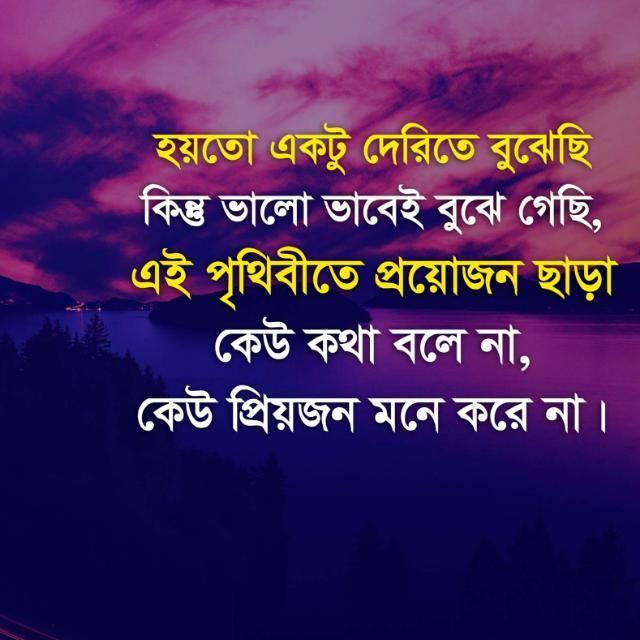 হয়তো একটু দেরিতে বুঝেছি
কিন্তু ভালো ভাবেই বুঝে গেছি,
এই পৃথিবীতে প্রয়োজন ছাড়া
কেউ কথা বলে না,
কেউ প্রিয়জন মনে করে না।